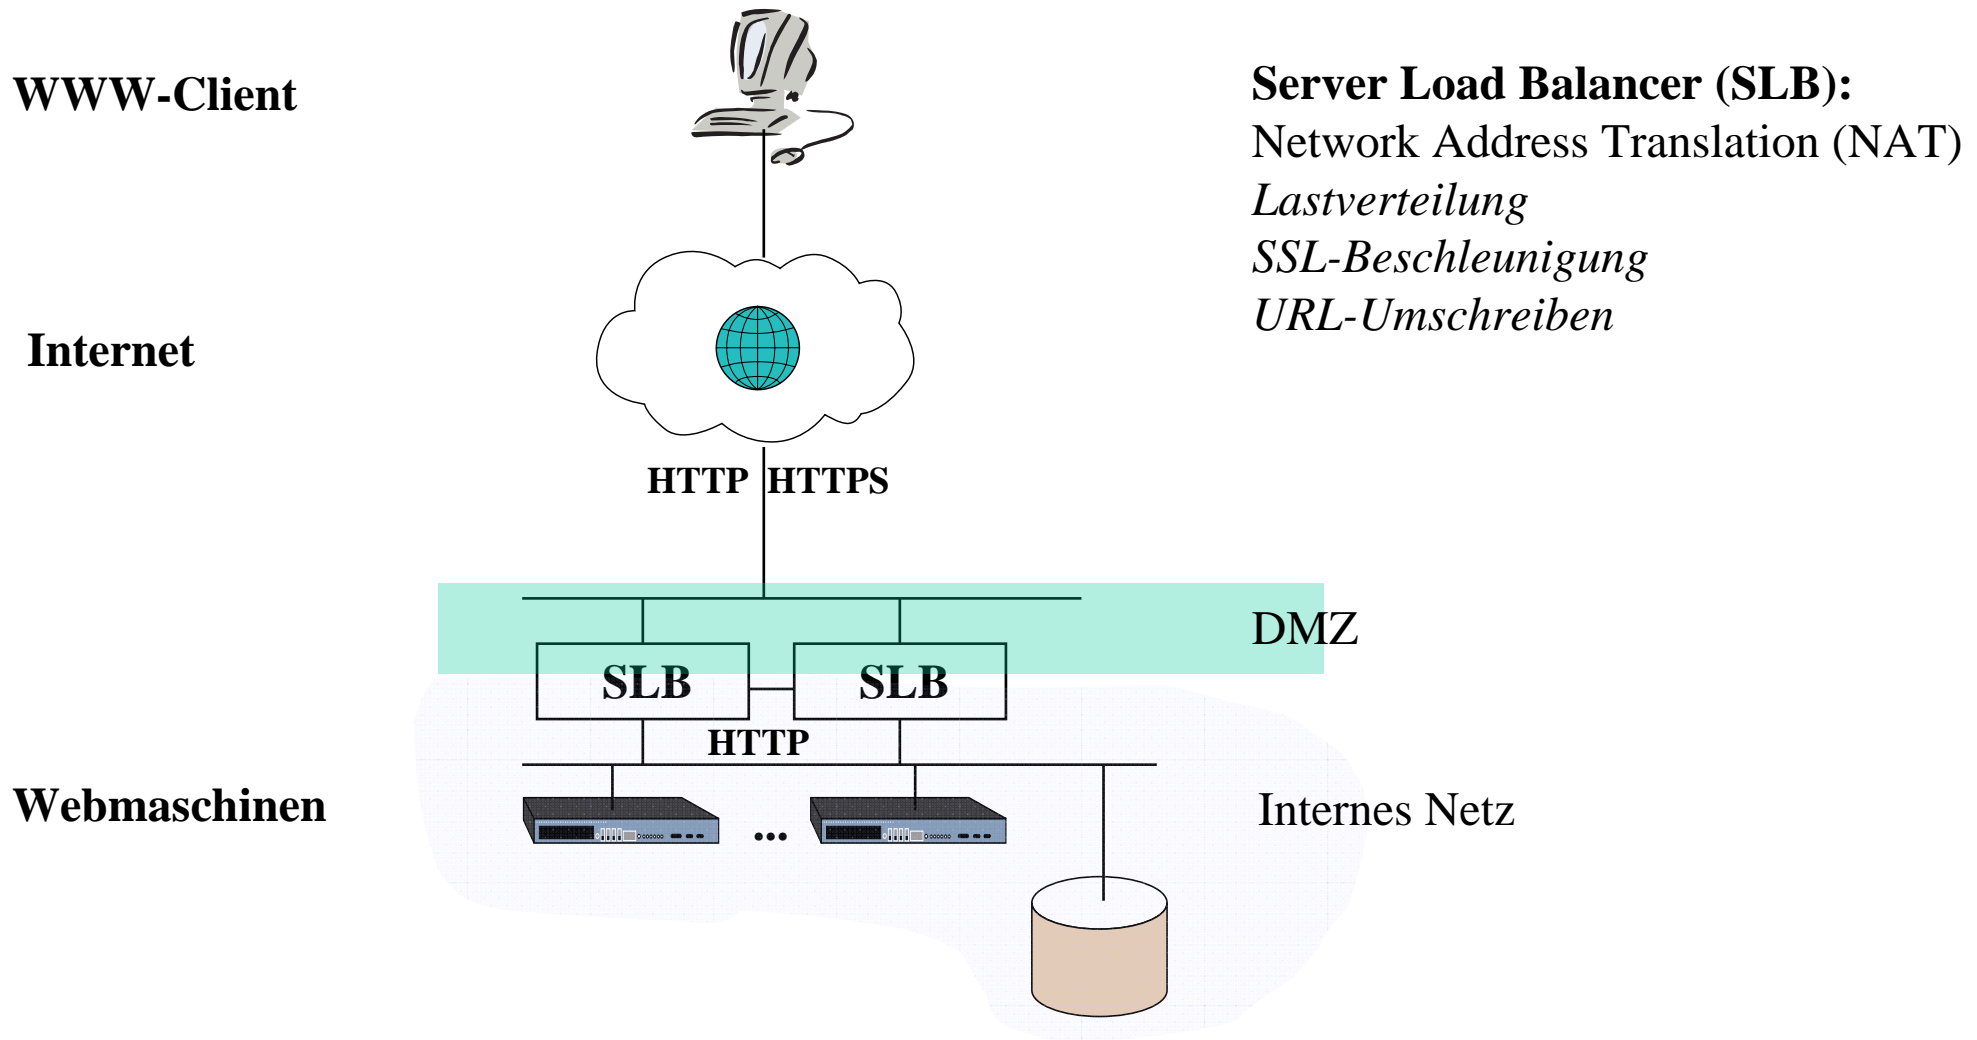 WWW-Client
Server Load Balancer (SLB):
Network Address Translation (NAT)
Lastverteilung
SSL-Beschleunigung
URL-Umschreiben
Internet
HTTP HTTPS
DMZ
SLB SLB
HTTP
Webmaschinen
Internes Netz